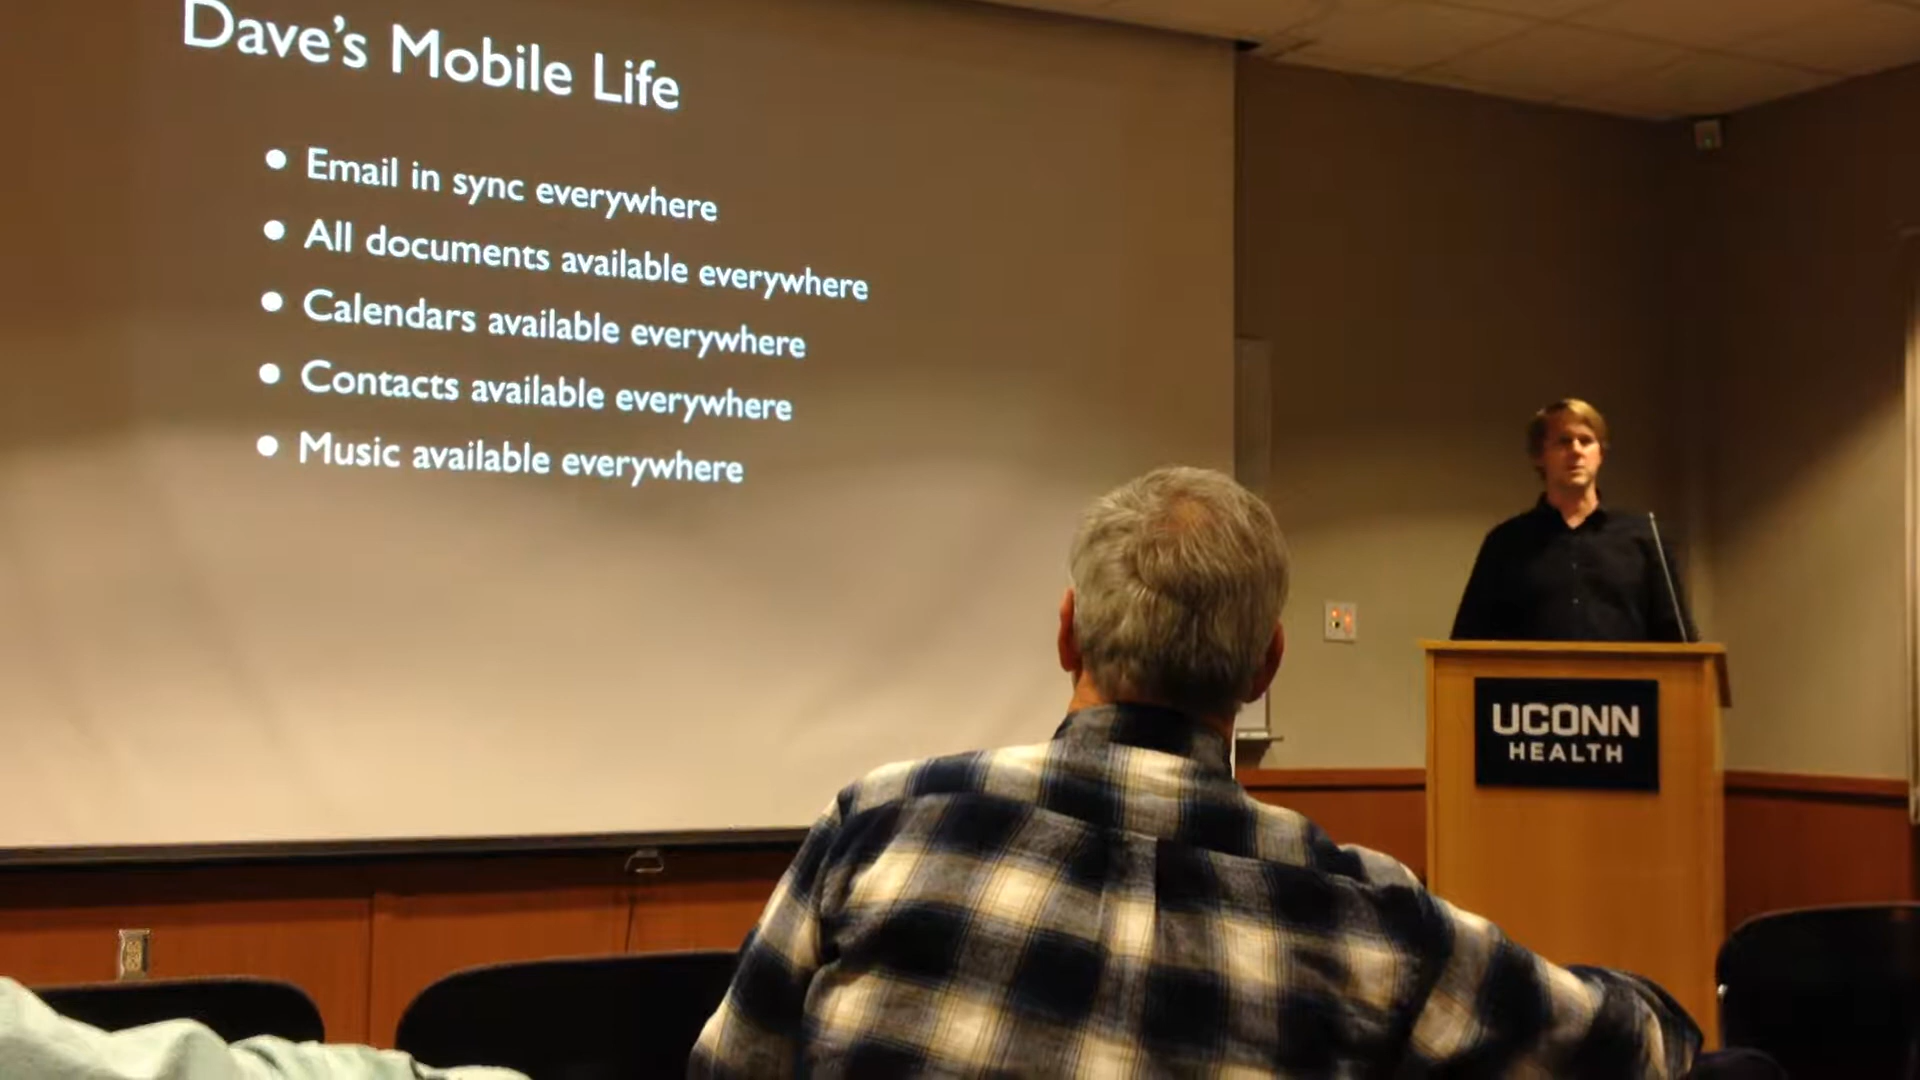 Dave's Mobile Life
• Email in sync everywhere
• All documents available everywhere
• Calendars available everywhere
• Contacts available everywhere
• Music available everywhere
UCONN
HEALTH